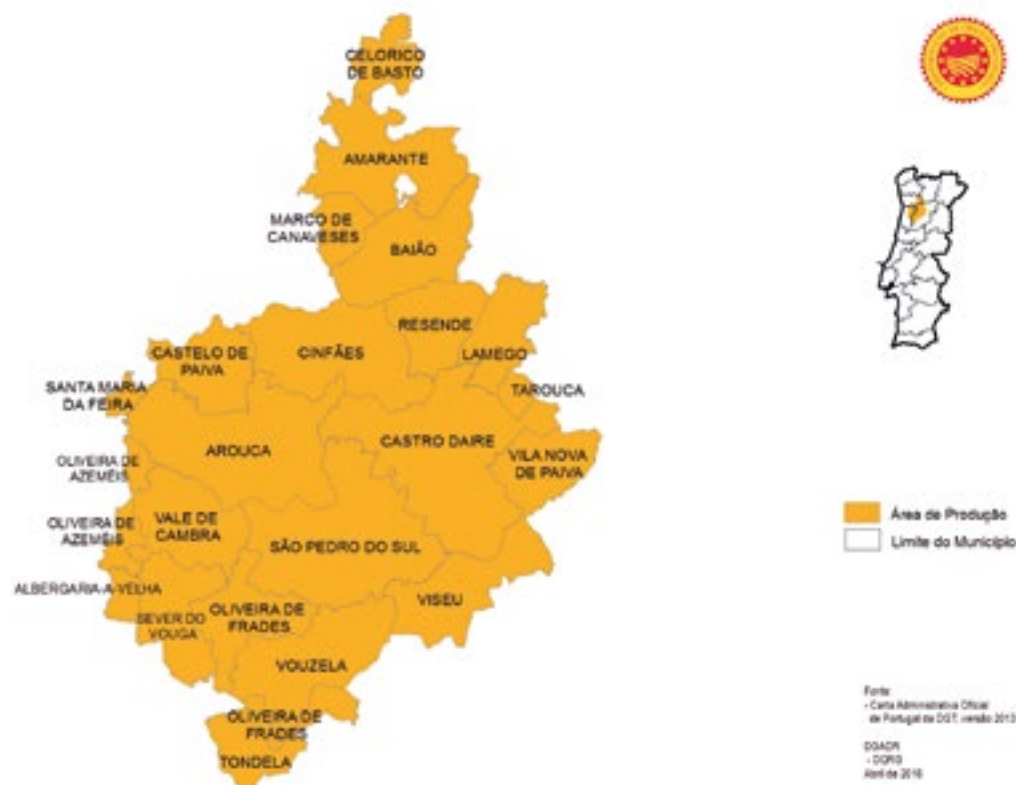 CELORICO
DE BASTO
AMARANTE
MARCO DE
CANAVESES
BAIÃO
RESENDE
CINFÃES
LAMEGO
CASTELO DE
PAIVA
TAROUCA
SANTA MARIA
DA FEIRA
AROUCA
CASTRO DAIRE
VILA NOVA
DE PAIVA
OLIVEIRA DE
AZEMÉIS
OLIVEIRA DE
AZEMÉIS
VALE DE
CAMBRA
SÃO PEDRO DO SUL
ALBERGARIA-A-VELHA
SEVER DO
VOUGA
OLIVEIRA DE
FRADES
VISEU
VOUZELA
OLIVEIRA DE
FRADES
TONDELA
Área de Produção
Limite do Município
Fonte:
- Carta Administrativa Oficial
de Portugal da DGT, versão 2013
DGADR
Abril de 2016